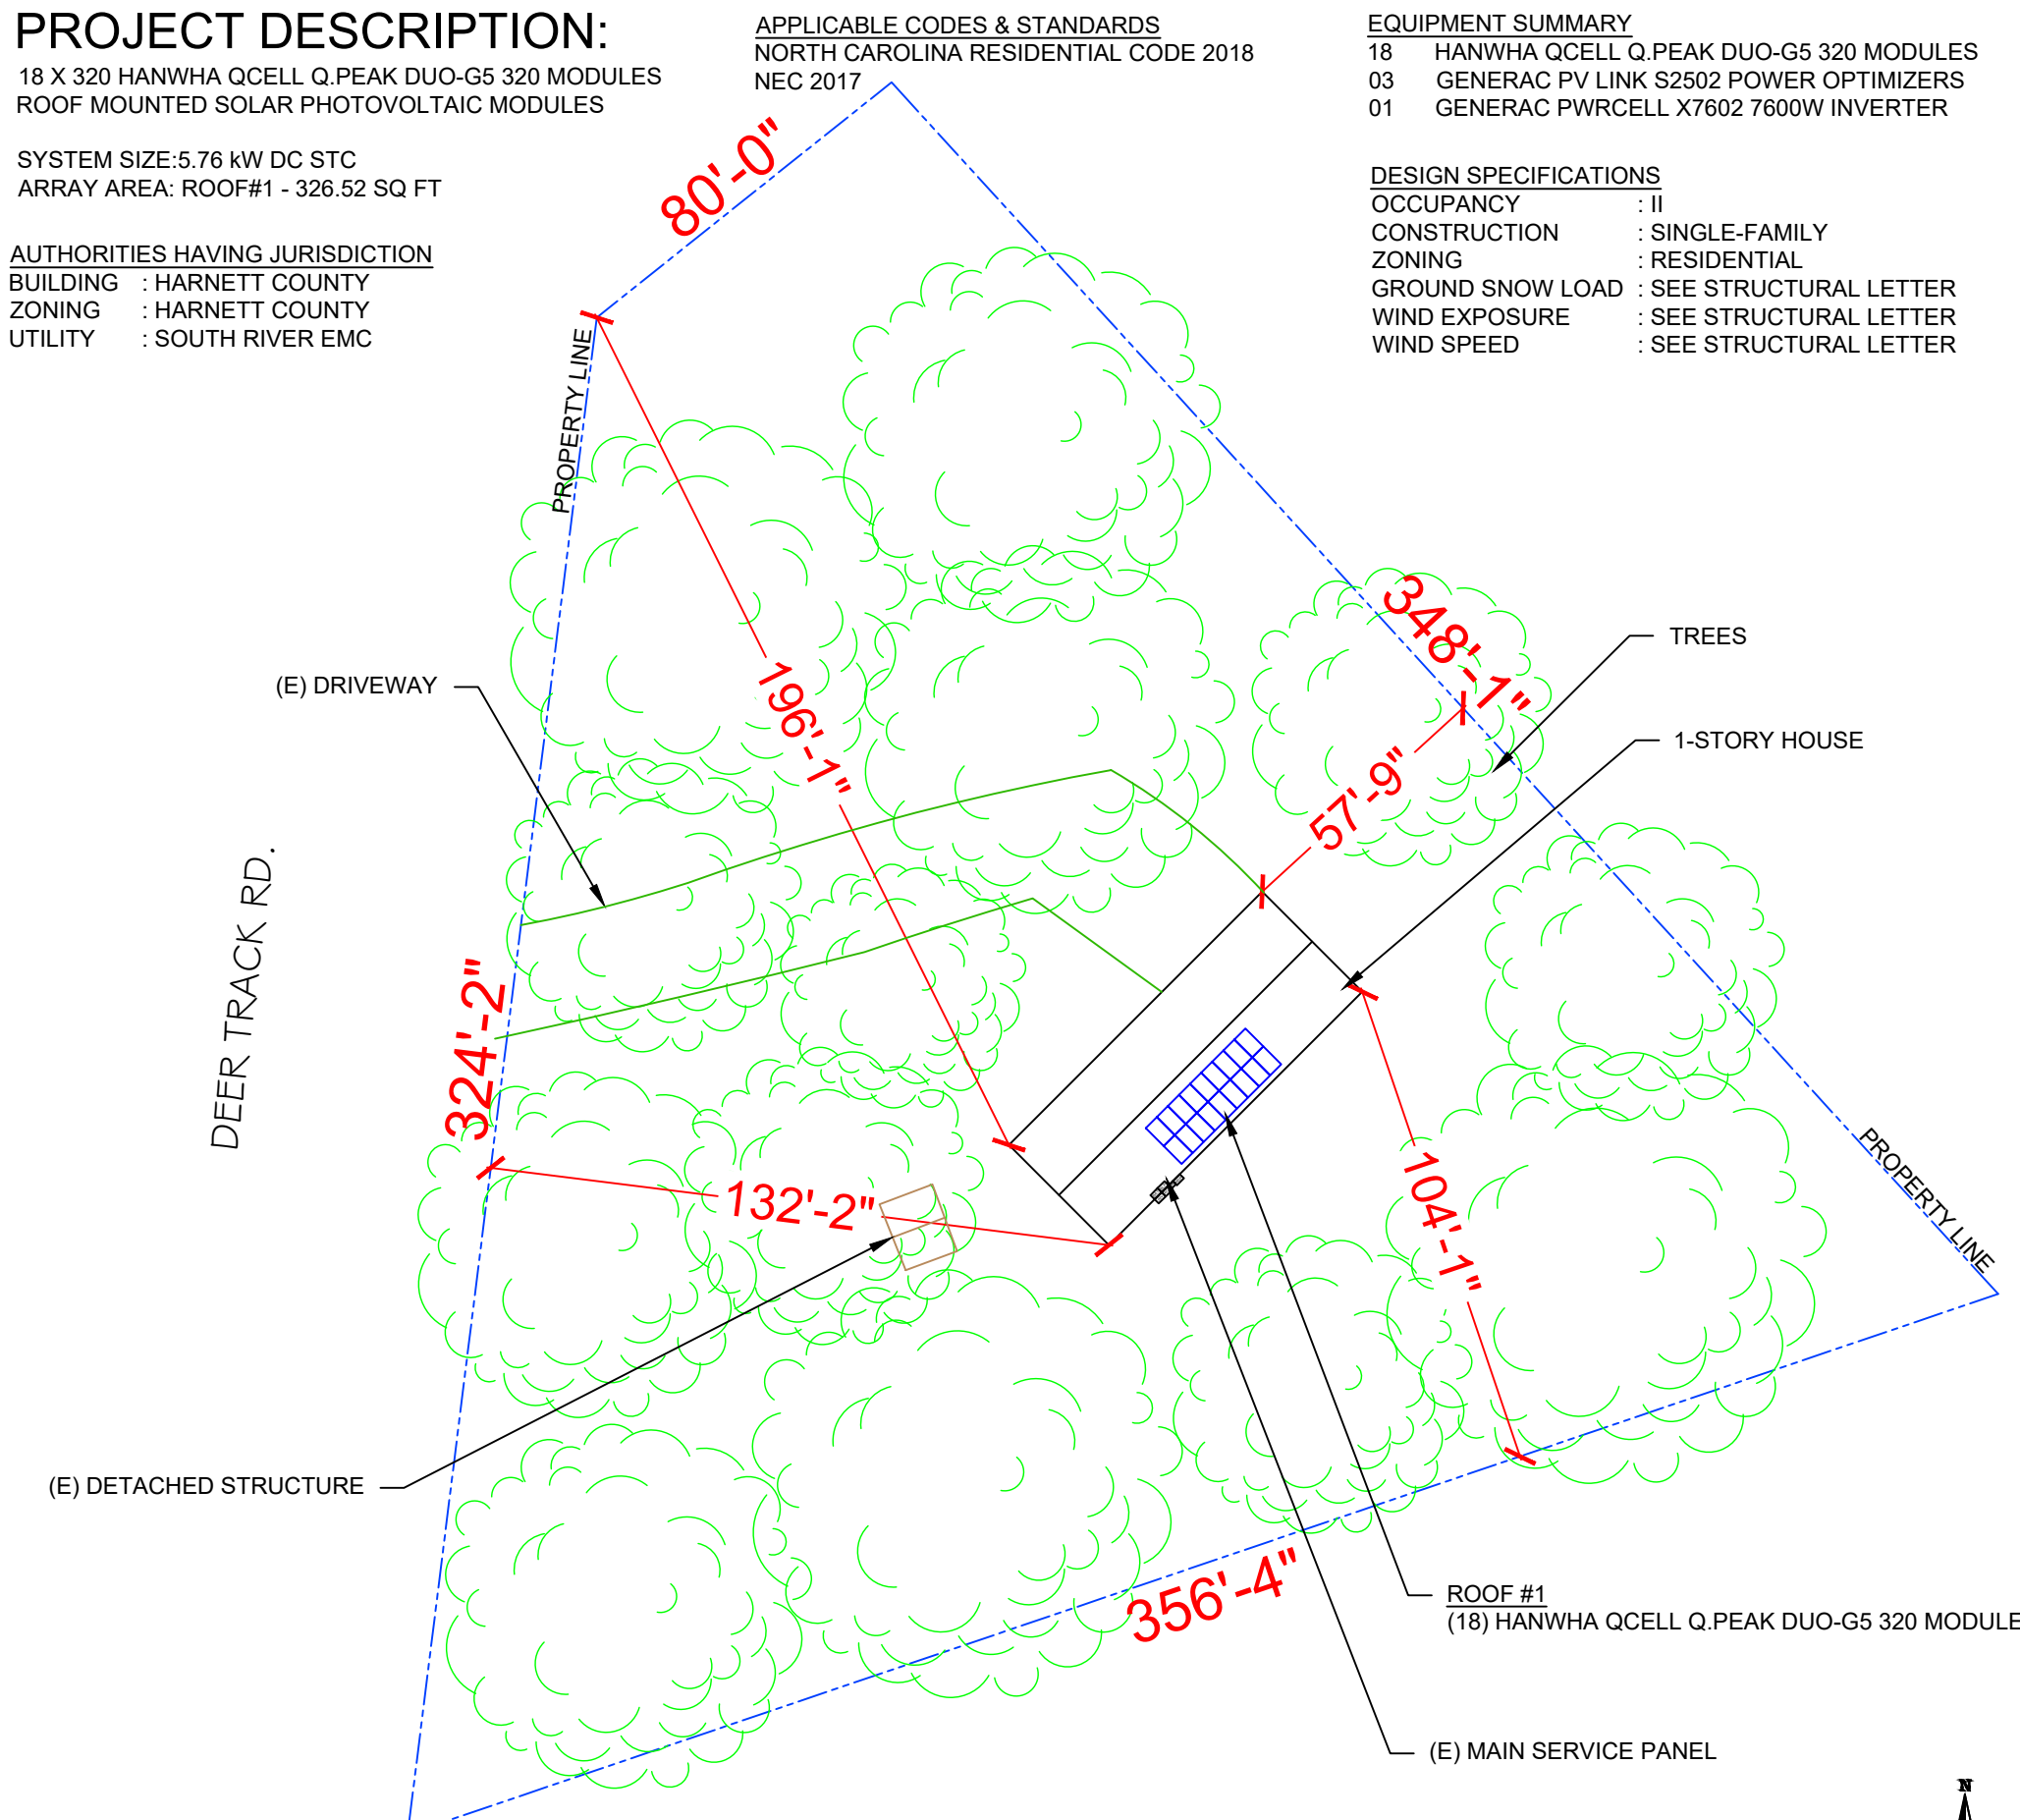 PROJECT DESCRIPTION:
18 X 320 HANWHA QCELL Q.PEAK DUO-G5 320 MODULES
ROOF MOUNTED SOLAR PHOTOVOLTAIC MODULES
SYSTEM SIZE:5.76 kW DC STC
ARRAY AREA: ROOF#1 - 326.52 SQ FT
AUTHORITIES HAVING JURISDICTION
BUILDING : HARNETT COUNTY
ZONING : HARNETT COUNTY
UTILITY : SOUTH RIVER EMC
APPLICABLE CODES & STANDARDS
NORTH CAROLINA RESIDENTIAL CODE 2018
NEC 2017
EQUIPMENT SUMMARY
18 HANWHA QCELL Q.PEAK DUO-G5 320 MODULES
03 GENERAC PV LINK S2502 POWER OPTIMIZERS
01 GENERAC PWRCELL X7602 7600W INVERTER
DESIGN SPECIFICATIONS
OCCUPANCY : II
CONSTRUCTION : SINGLE-FAMILY
ZONING : RESIDENTIAL
GROUND SNOW LOAD : SEE STRUCTURAL LETTER
WIND EXPOSURE : SEE STRUCTURAL LETTER
WIND SPEED : SEE STRUCTURAL LETTER
80'-0"
PROPERTY LINE
348'-1"
TREES
(E) DRIVEWAY
196'-1"
1-STORY HOUSE
57'-9"
DEER TRACK RD.
324'-2"
132'-2"
104'-1"
PROPERTY LINE
(E) DETACHED STRUCTURE
356'-4"
ROOF #1
(18) HANWHA QCELL Q.PEAK DUO-G5 320 MODULE
(E) MAIN SERVICE PANEL
N